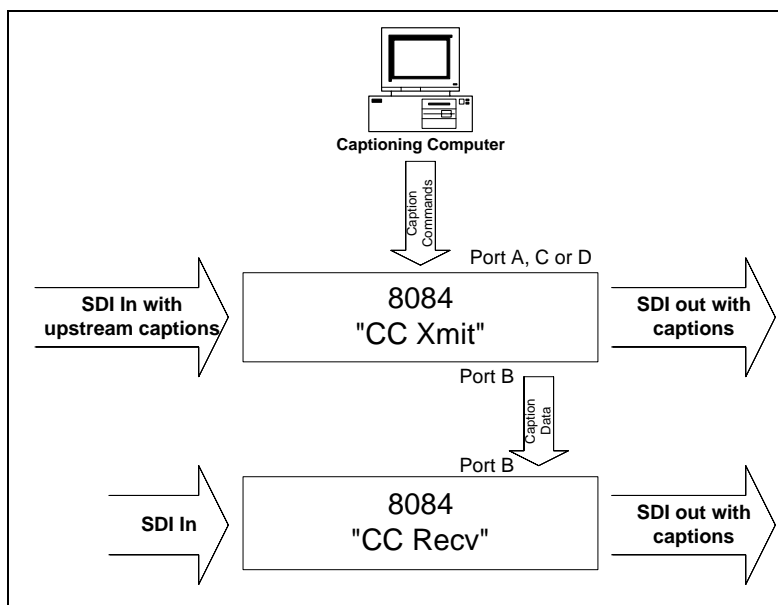 Captioning Computer
Caption
Commands
Port A, C or D
SDI In with
upstream captions
8084
"CC Xmit"
SDI out with
captions
Port B
Caption
Data
Port B
SDI In
8084
"CC Recv"
SDI out with
captions